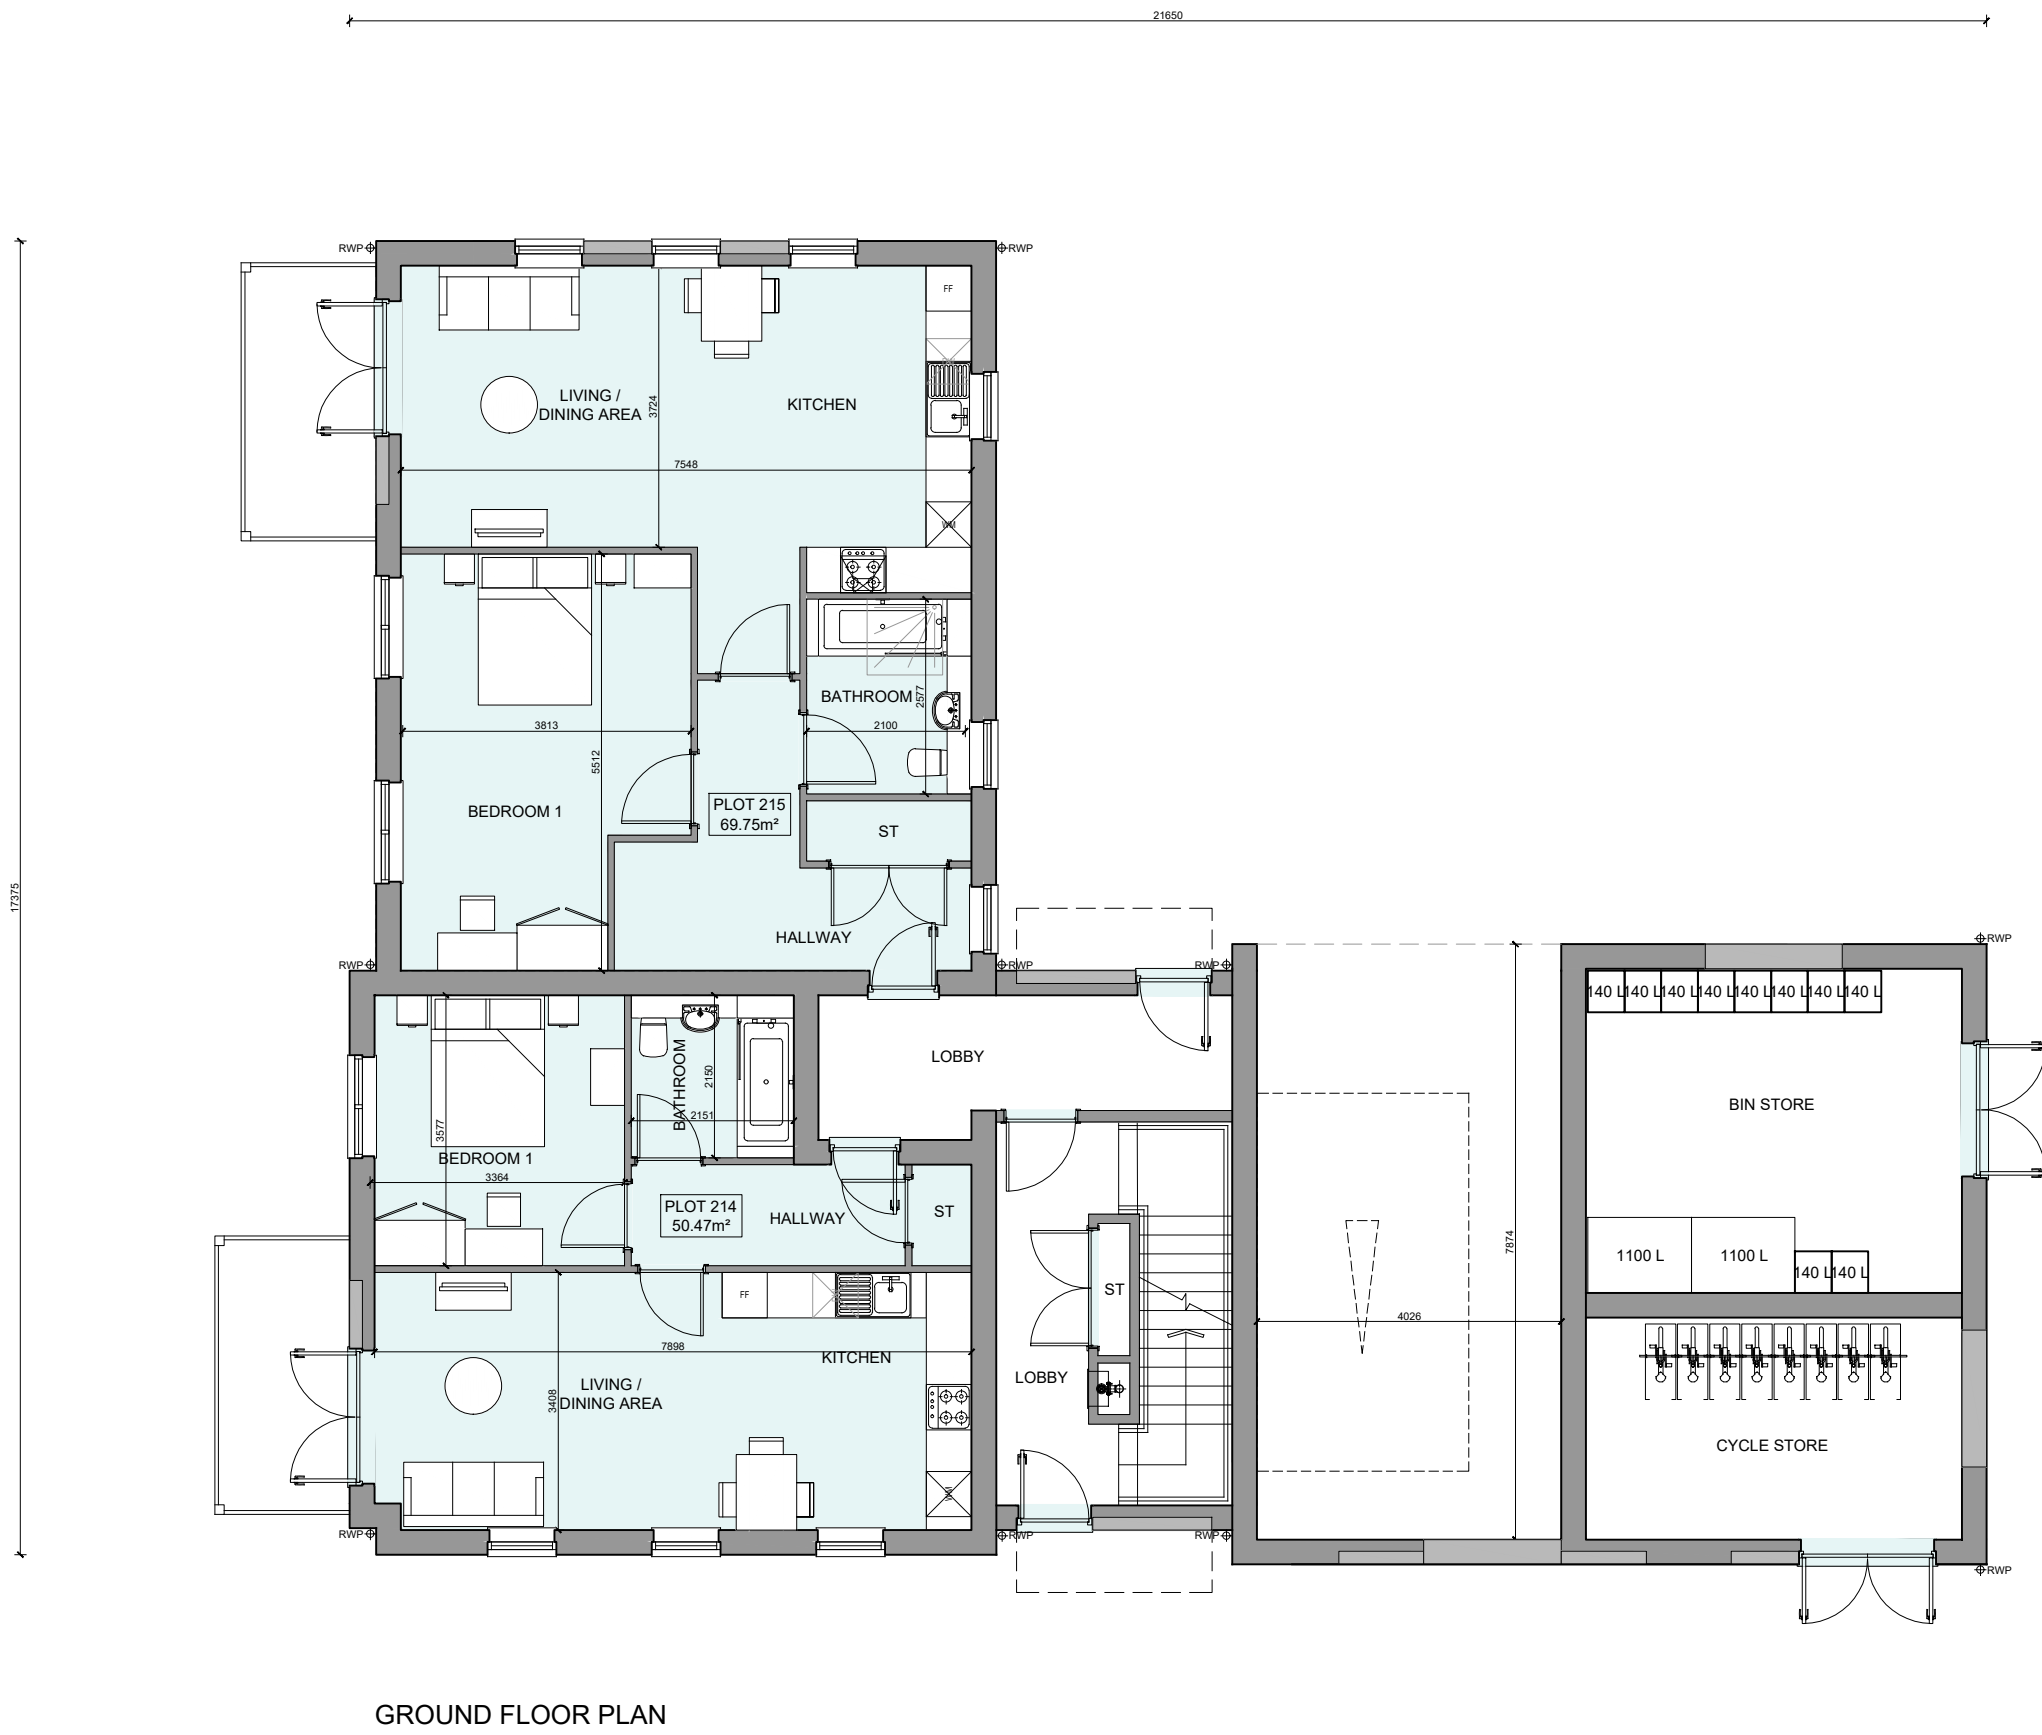 21650
17375
RWP
RWP
FF
LIVING /
DINING AREA
3724
KITCHEN
7548
WM
BATHROOM
2577
2100
3813
5512
BEDROOM 1
PLOT 215
69.75m²
ST
HALLWAY
RWP
RWP
RWP
RWP
140 L
140 L
140 L
140 L
140 L
140 L
140 L
140 L
BATHROOM
2150
2151
LOBBY
BIN STORE
3577
BEDROOM 1
3364
PLOT 214
50.47m²
HALLWAY
ST
7874
1100 L
1100 L
140 L
140 L
ST
FF
4026
7898
KITCHEN
LIVING /
DINING AREA
3408
LOBBY
CYCLE STORE
WM
RWP
RWP
RWP
RWP
GROUND FLOOR PLAN